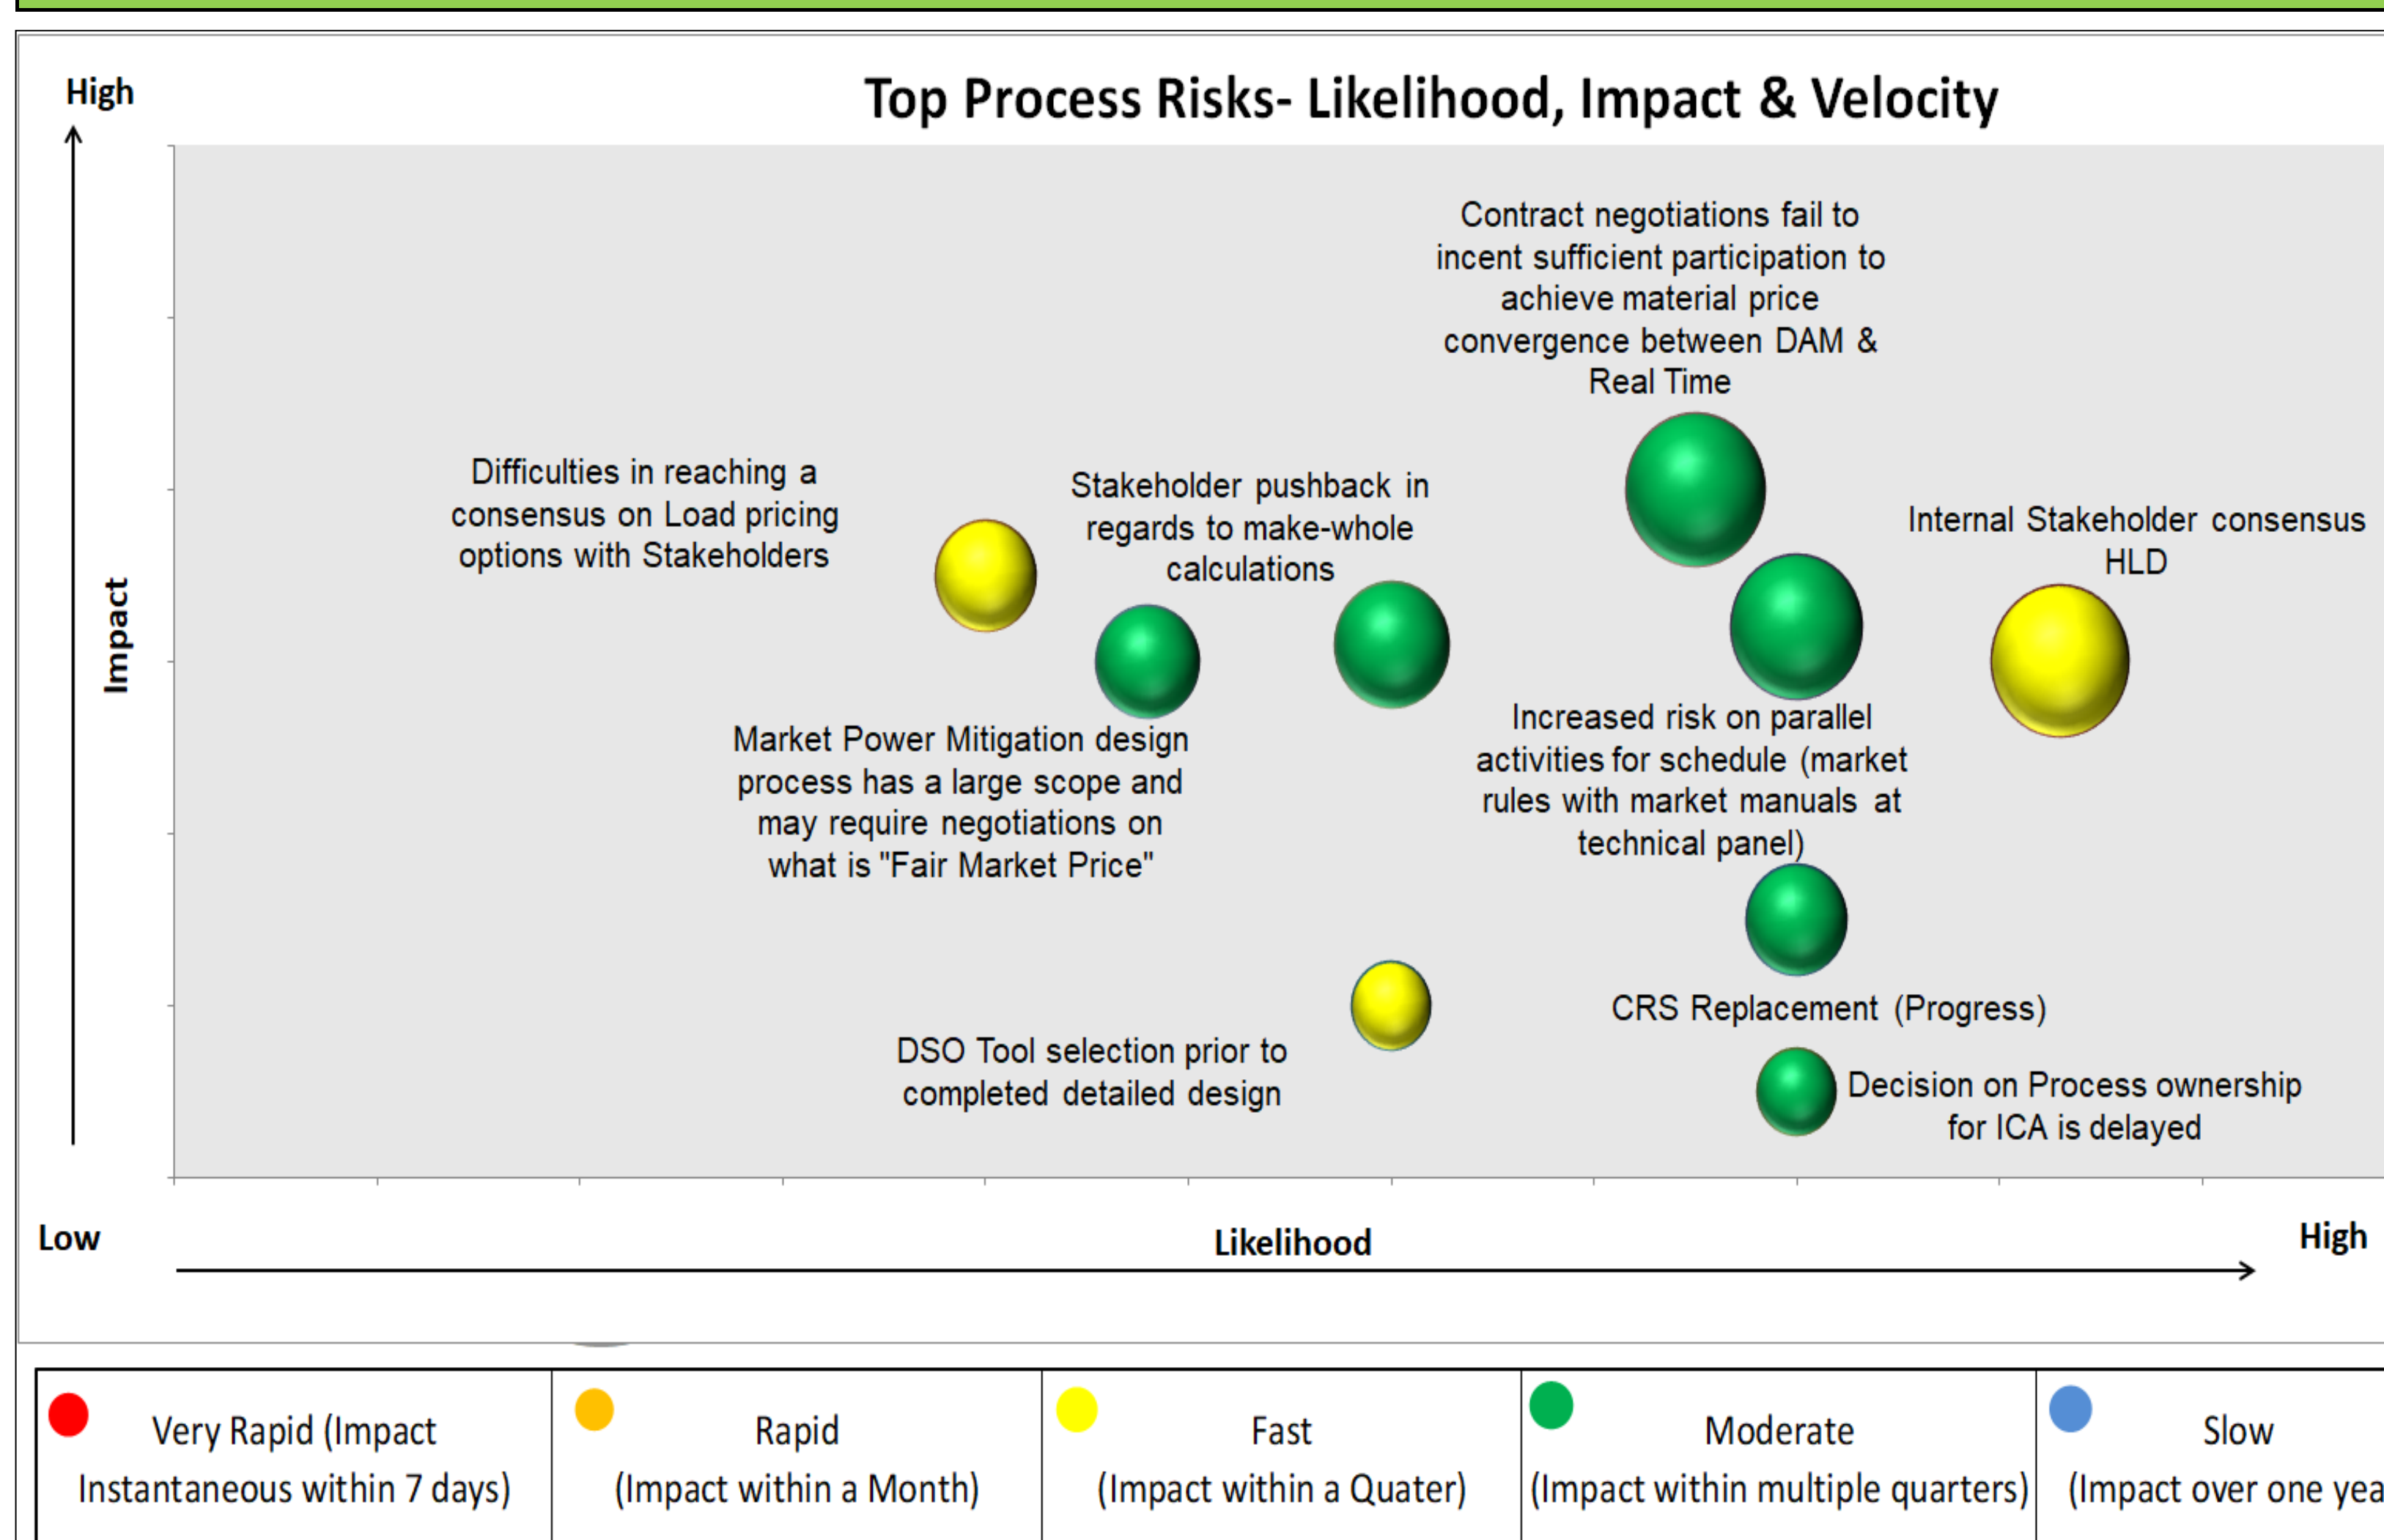 High
Top Process Risks- Likelihood, Impact & Velocity
Contract negotiations fail to
incent sufficient participation to
achieve material price
convergence between DAM &
Real Time
Difficulties in reaching a
consensus on Load pricing
options with Stakeholders
Stakeholder pushback in
regards to make-whole
calculations
Internal Stakeholder consensus
HLD
Impact
Market Power Mitigation design
process has a large scope and
may require negotiations on
what is "Fair Market Price"
Increased risk on parallel
activities for schedule (market
rules with market manuals at
technical panel)
CRS Replacement (Progress)
DSO Tool selection prior to
completed detailed design
Decision on Process ownership
for ICA is delayed
Low
Likelihood
High
Very Rapid (Impact
Instantaneous within 7 days)
Rapid
(Impact within a Month)
Fast
(Impact within a Quater)
Moderate
(Impact within multiple quarters)
Slow
(Impact over one yea